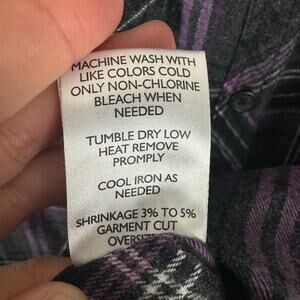 MACHINE WASH WITH
LIKE COLORS COLD
ONLY NON-CHLORINE
BLEACH WHEN
NEEDED
TUMBLE DRY LOW
HEAT REMOVE
PROMPLY
COOL IRON AS
NEEDED
SHRINKAGE 3% TO 5%
GARMENT CUT